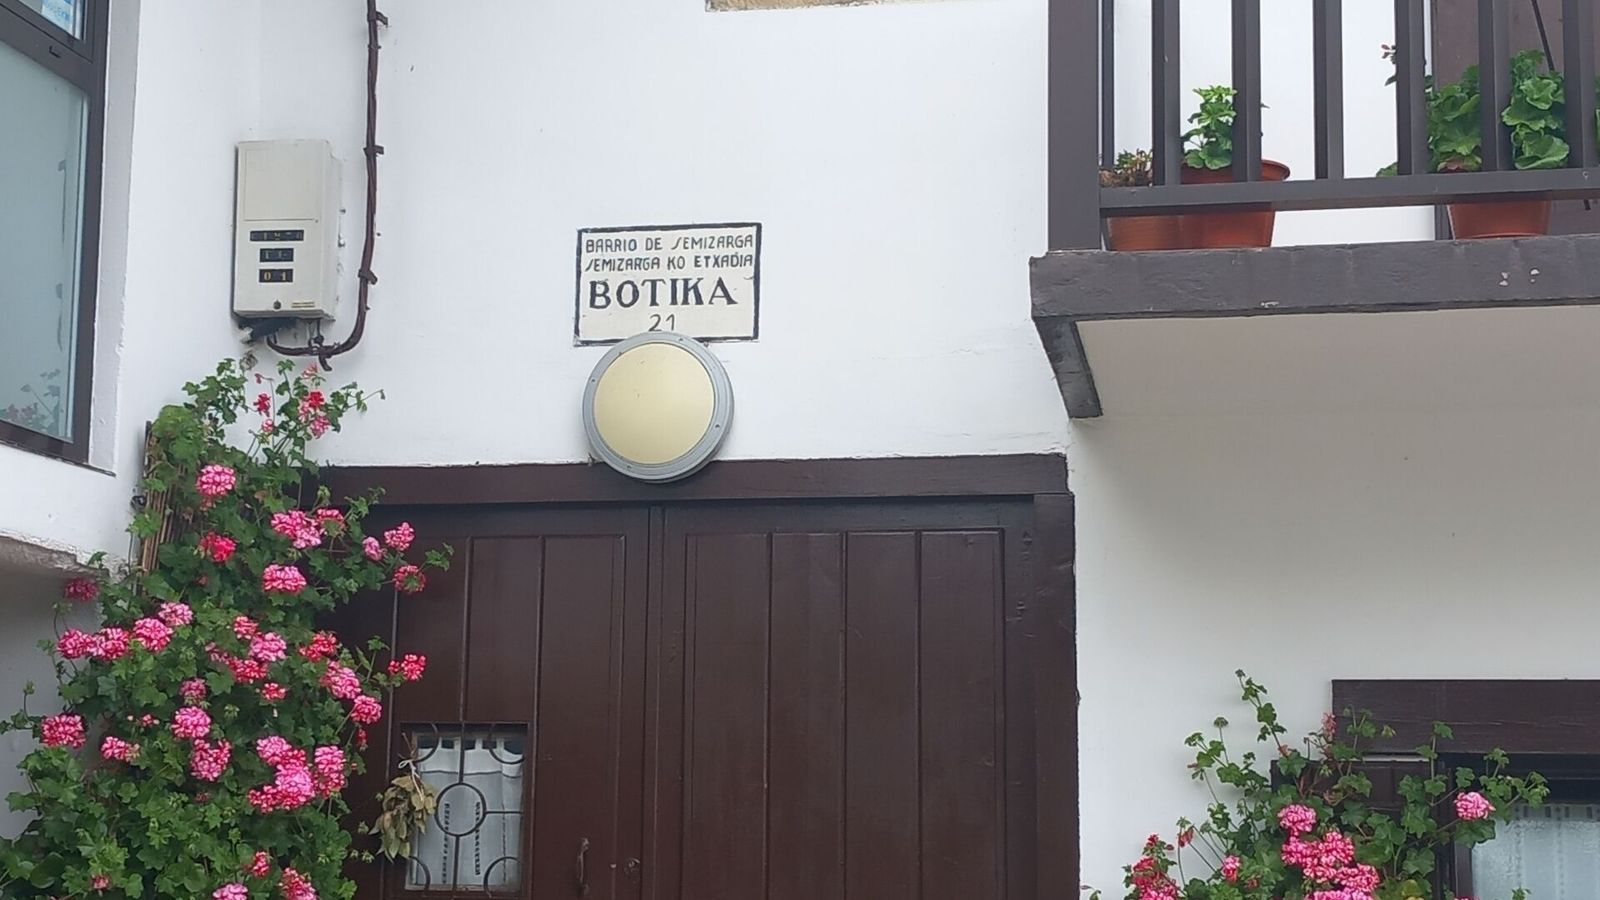 BARRIO DE SEMIZARGA
SEMIZARGA KO ETXADIA
BOTIKA
21